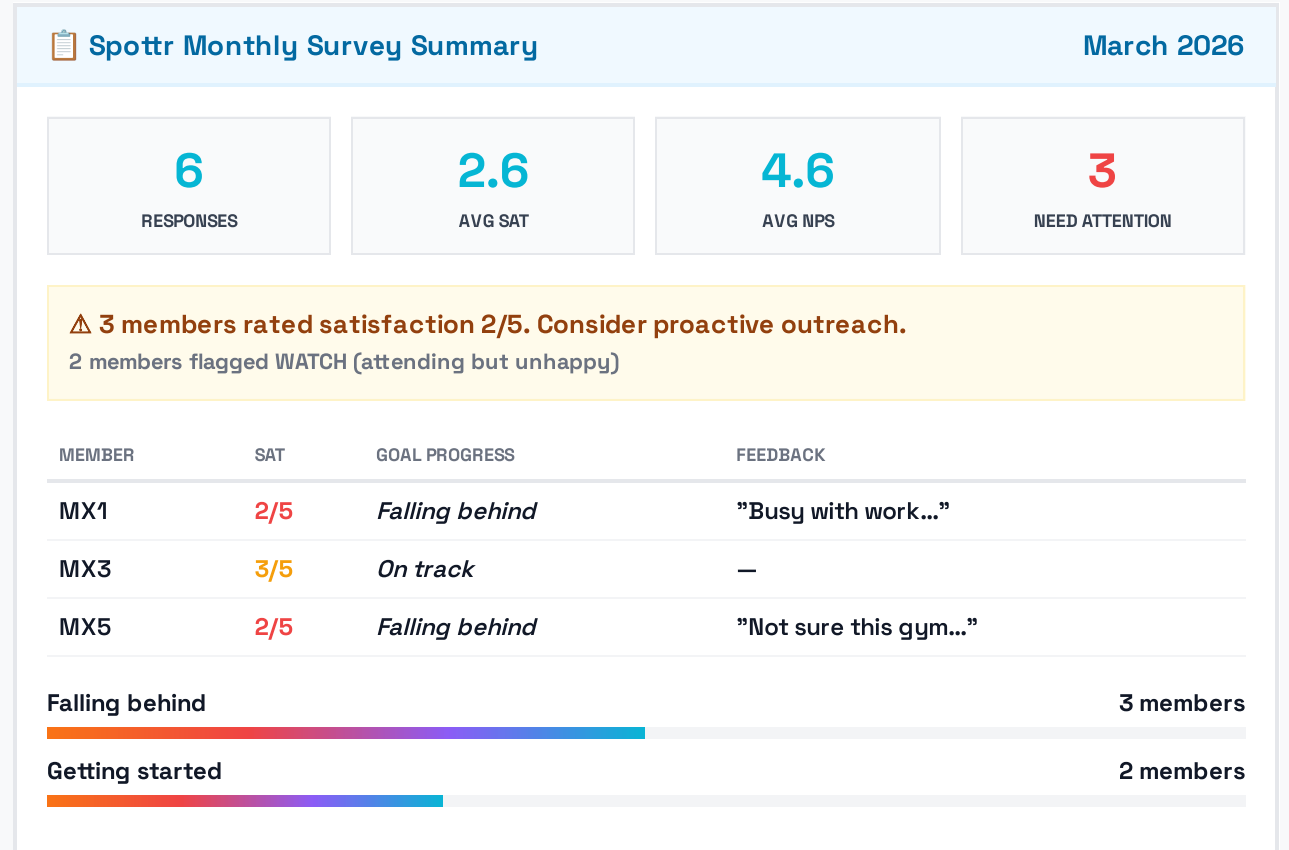 📋 Spottr Monthly Survey Summary March 2026
6 2.6 4.6 3
RESPONSES AVG SAT AVG NPS NEED ATTENTION
⚠ 3 members rated satisfaction 2/5. Consider proactive outreach.
2 members flagged WATCH (attending but unhappy)
MEMBER SAT GOAL PROGRESS FEEDBACK
MX1 2/5 Falling behind ”Busy with work...”
MX3 3/5 On track —
MX5 2/5 Falling behind ”Not sure this gym...”
Falling behind 3 members
Getting started 2 members